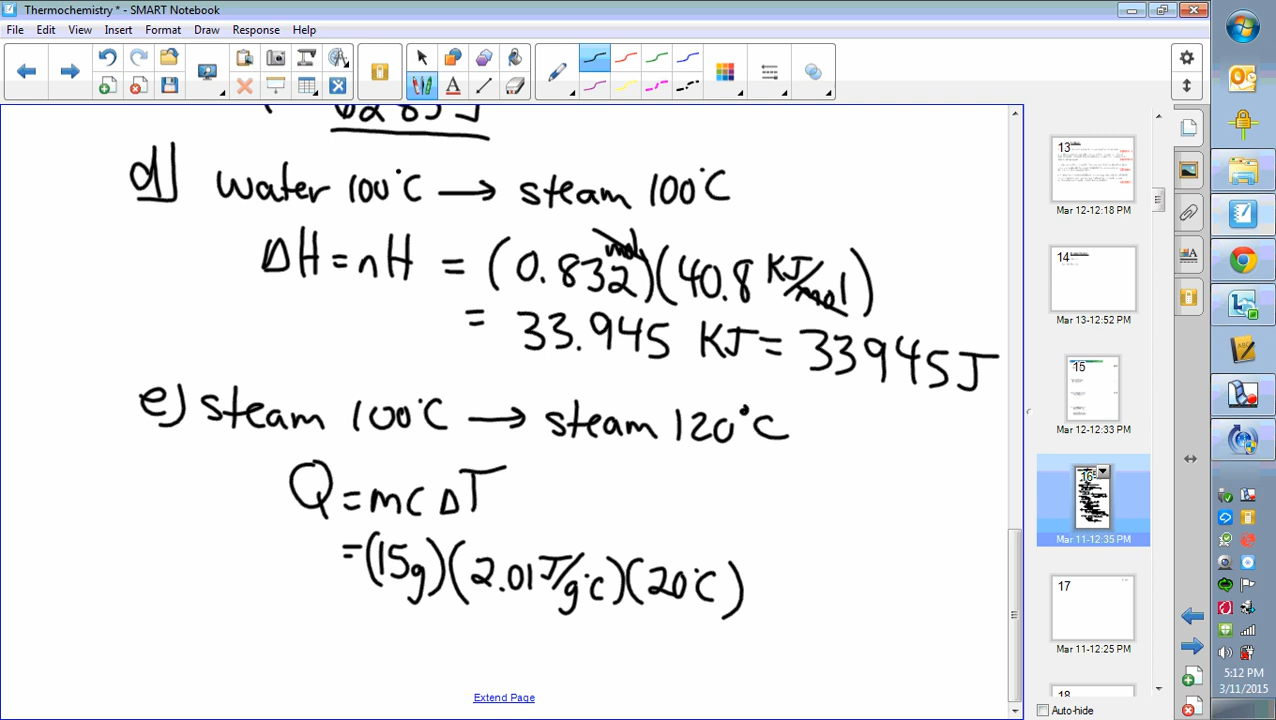 Thermochemistry * - SMART Notebook
File Edit View Insert Format Draw Response Help
d) water 100°C → steam 100°C
ΔH = nH = (0.832 mol)(40.8 KJ/mol)
= 33.945 KJ = 33945 J
e) steam 100°C → steam 120°C
Q = mcΔT
= (15g)(2.01 J/g°C)(20°C)
Extend Page
13
Mar 12-12:18 PM
14
Mar 13-12:52 PM
15
Mar 12-12:33 PM
16
Mar 11-12:35 PM
17
Mar 11-12:25 PM
18
Auto-hide
5:12 PM
3/11/2015